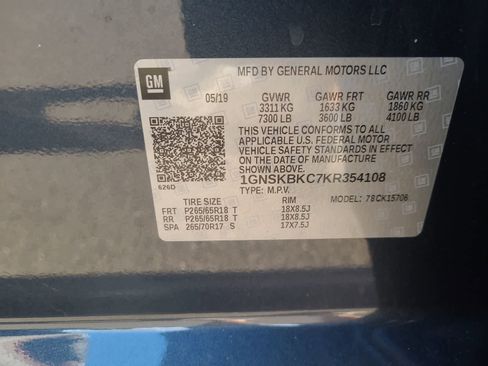 GM
MFD BY GENERAL MOTORS LLC
05/19 GVWR GAWR FRT GAWR RR
3311 KG 1633 KG 1860 KG
7300 LB 3600 LB 4100 LB
THIS VEHICLE CONFORMS TO ALL
APPLICABLE U.S. FEDERAL MOTOR
VEHICLE SAFETY STANDARDS IN EFFECT
ON THE DATE OF MANUFACTURE
SHOWN ABOVE.
1GNSKBKC7KR354108
TYPE: M.P.V. MODEL: 78CK15706
626D
TIRE SIZE RIM
FRT P265/65R18 T 18X8.5J
RR P265/65R18 T 18X8.5J
SPA 265/70R17 S 17X7.5J